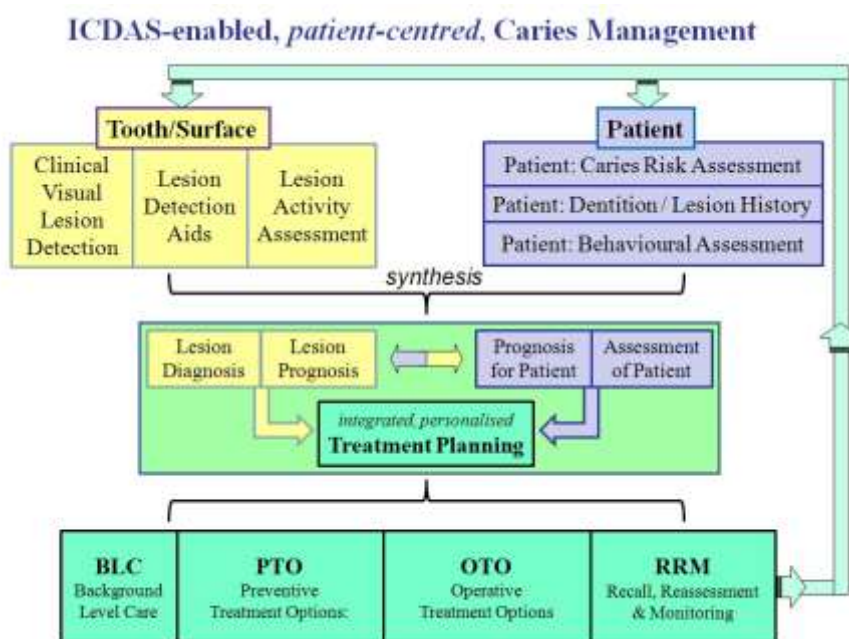 ICDAS-enabled, patient-centred, Caries Management
Tooth/Surface
Clinical
Visual
Lesion
Detection
Lesion
Detection
Aids
Lesion
Activity
Assessment
Patient
Patient: Caries Risk Assessment
Patient: Dentition / Lesion History
Patient: Behavioural Assessment
synthesis
Lesion
Diagnosis
Lesion
Prognosis
Prognosis
for Patient
Assessment
of Patient
integrated, personalised
Treatment Planning
BLC
Background
Level Care
PTO
Preventive
Treatment Options:
OTO
Operative
Treatment Options
RRM
Recall, Reassessment
& Monitoring